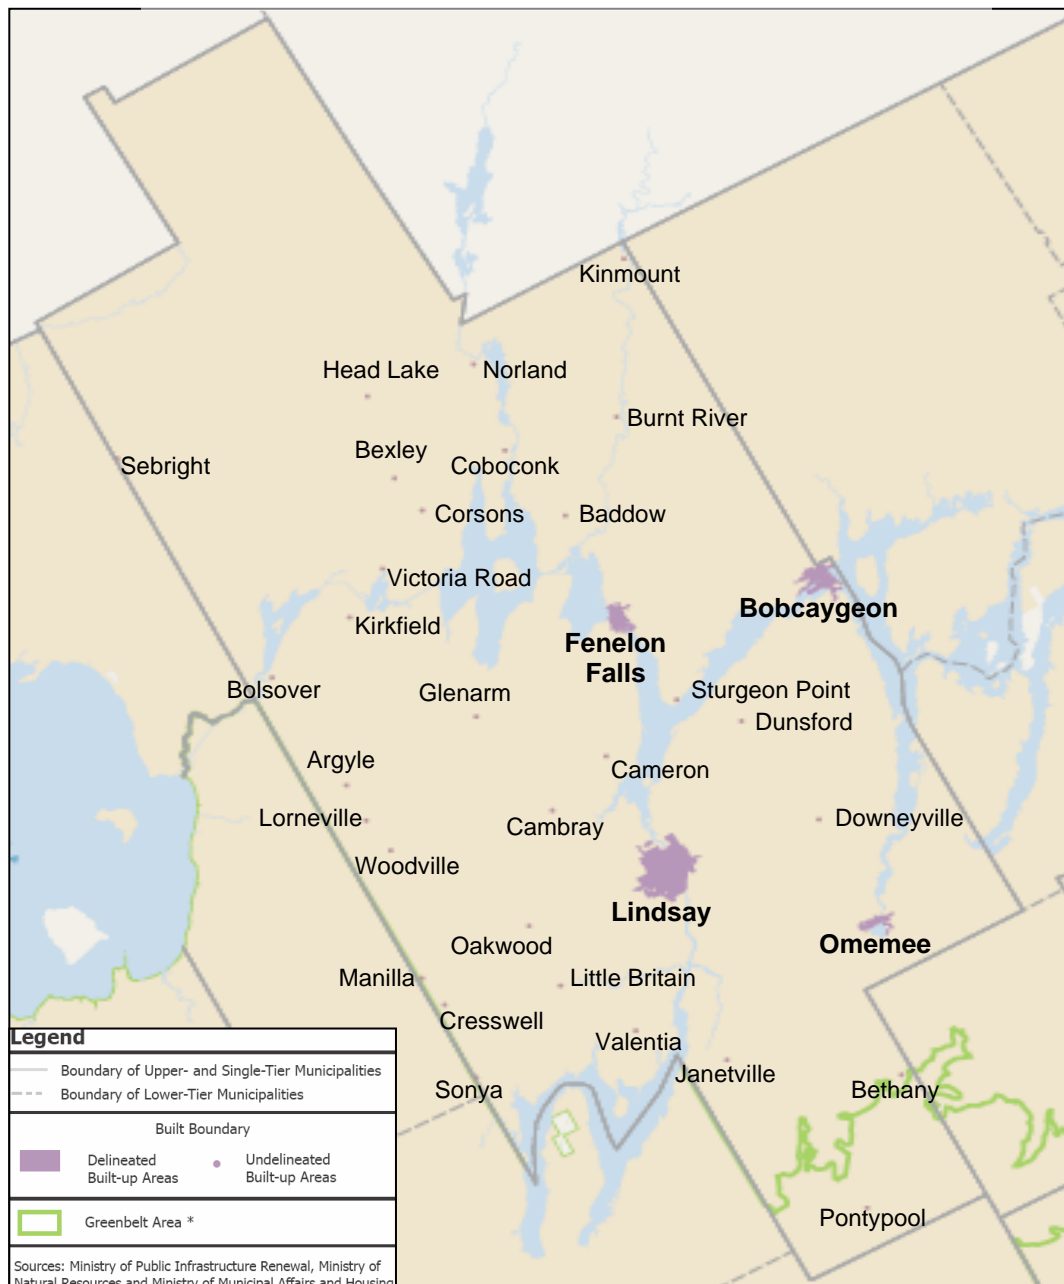 Kinmount
Head Lake
Norland
Burnt River
Bexley
Coboconk
Sebright
Corsons
Baddow
Victoria Road
Bobcaygeon
Kirkfield
Fenelon
Falls
Bolsover
Glenarm
Sturgeon Point
Dunsford
Argyle
Cameron
Lorneville
Cambray
Downeyville
Woodville
Lindsay
Oakwood
Omemee
Manilla
Little Britain
Cresswell
Valentia
Janetville
Sonya
Bethany
Pontypool
Legend
Boundary of Upper- and Single-Tier Municipalities
Boundary of Lower-Tier Municipalities
Built Boundary
Delineated
Built-up Areas
Undelineated
Built-up Areas
Greenbelt Area *
Sources: Ministry of Public Infrastructure Renewal, Ministry of
Natural Resources and Ministry of Municipal Affairs and Housing